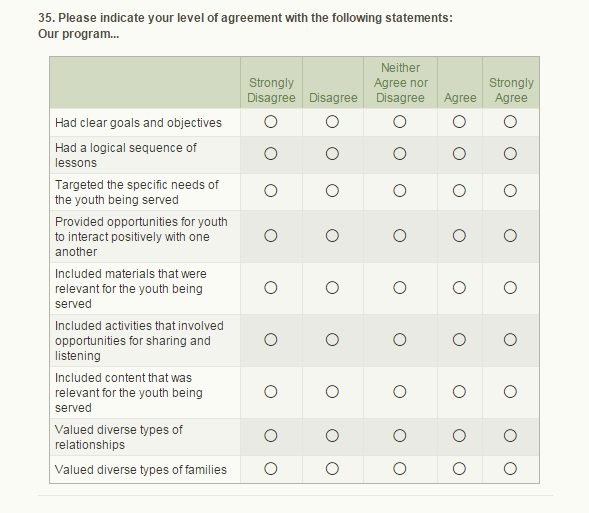 35. Please indicate your level of agreement with the following statements:
Our program...
Strongly
Disagree
Disagree
Neither
Agree nor
Disagree
Agree
Strongly
Agree
Had clear goals and objectives
Had a logical sequence of
lessons
Targeted the specific needs of
the youth being served
Provided opportunities for youth
to interact positively with one
another
Included materials that were
relevant for the youth being
served
Included activities that involved
opportunities for sharing and
listening
Included content that was
relevant for the youth being
served
Valued diverse types of
relationships
Valued diverse types of families